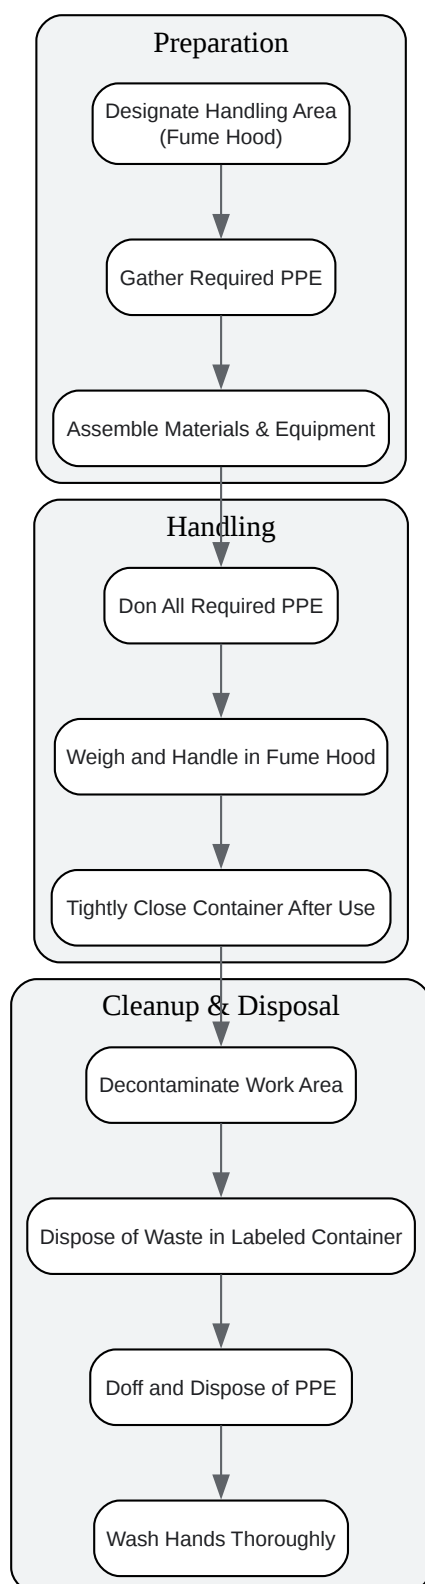 Preparation
Designate Handling Area
(Fume Hood)
Gather Required PPE
Assemble Materials & Equipment
Handling
Don All Required PPE
Weigh and Handle in Fume Hood
Tightly Close Container After Use
Cleanup & Disposal
Decontaminate Work Area
Dispose of Waste in Labeled Container
Doff and Dispose of PPE
Wash Hands Thoroughly